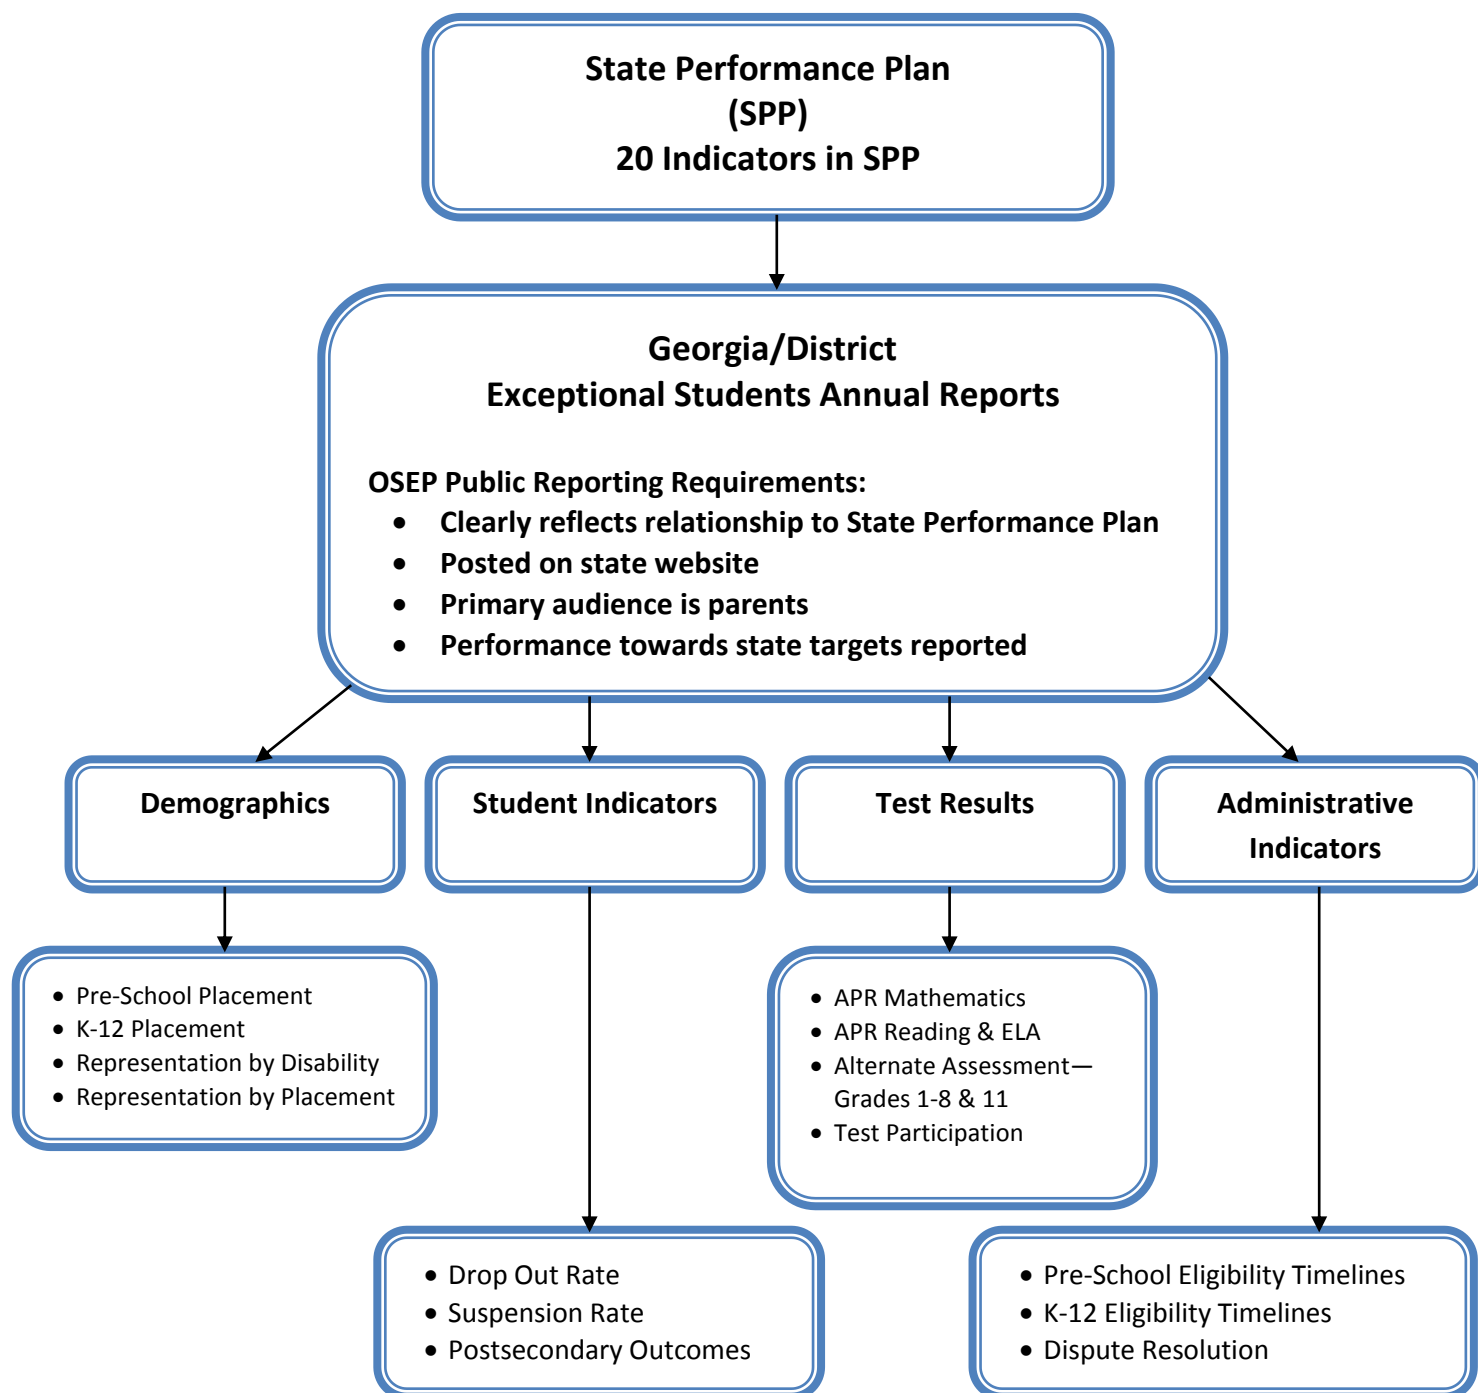 State Performance Plan
(SPP)
20 Indicators in SPP
Georgia/District
Exceptional Students Annual Reports
OSEP Public Reporting Requirements:
• Clearly reflects relationship to State Performance Plan
• Posted on state website
• Primary audience is parents
• Performance towards state targets reported
Demographics
Student Indicators
Test Results
Administrative
Indicators
• Pre-School Placement
• K-12 Placement
• Representation by Disability
• Representation by Placement
• APR Mathematics
• APR Reading & ELA
• Alternate Assessment—
Grades 1-8 & 11
• Test Participation
• Drop Out Rate
• Suspension Rate
• Postsecondary Outcomes
• Pre-School Eligibility Timelines
• K-12 Eligibility Timelines
• Dispute Resolution